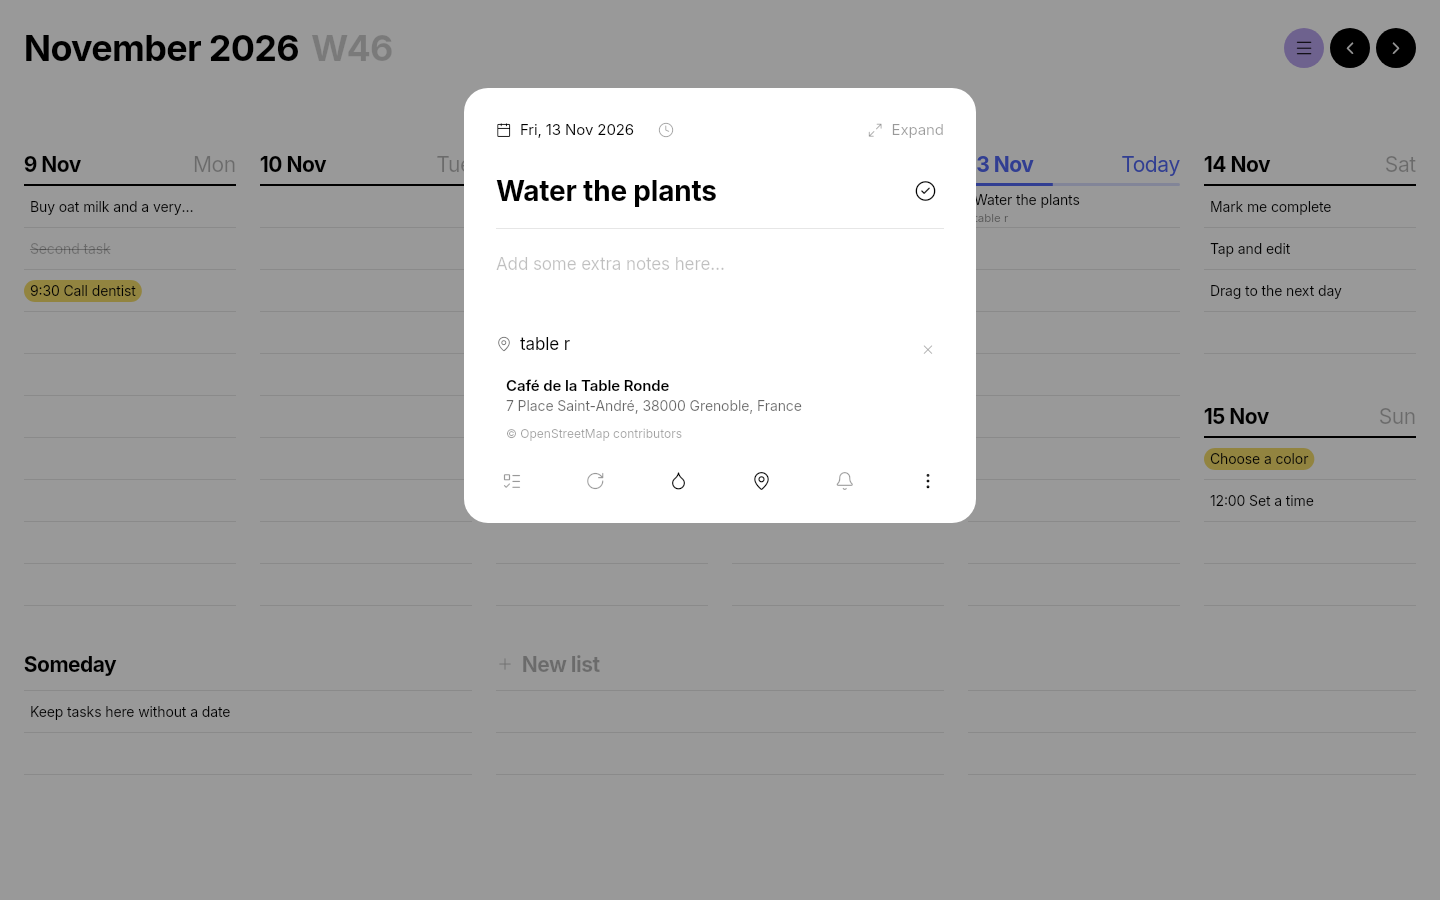 November 2026 W46
Fri, 13 Nov 2026
Expand
Water the plants
Add some extra notes here...
table r
Café de la Table Ronde
7 Place Saint-André, 38000 Grenoble, France
© OpenStreetMap contributors
9 Nov Mon
Buy oat milk and a very...
Second task
9:30 Call dentist
10 Nov Tue
3 Nov Today
Water the plants
table r
14 Nov Sat
Mark me complete
Tap and edit
Drag to the next day
15 Nov Sun
Choose a color
12:00 Set a time
Someday
Keep tasks here without a date
+ New list